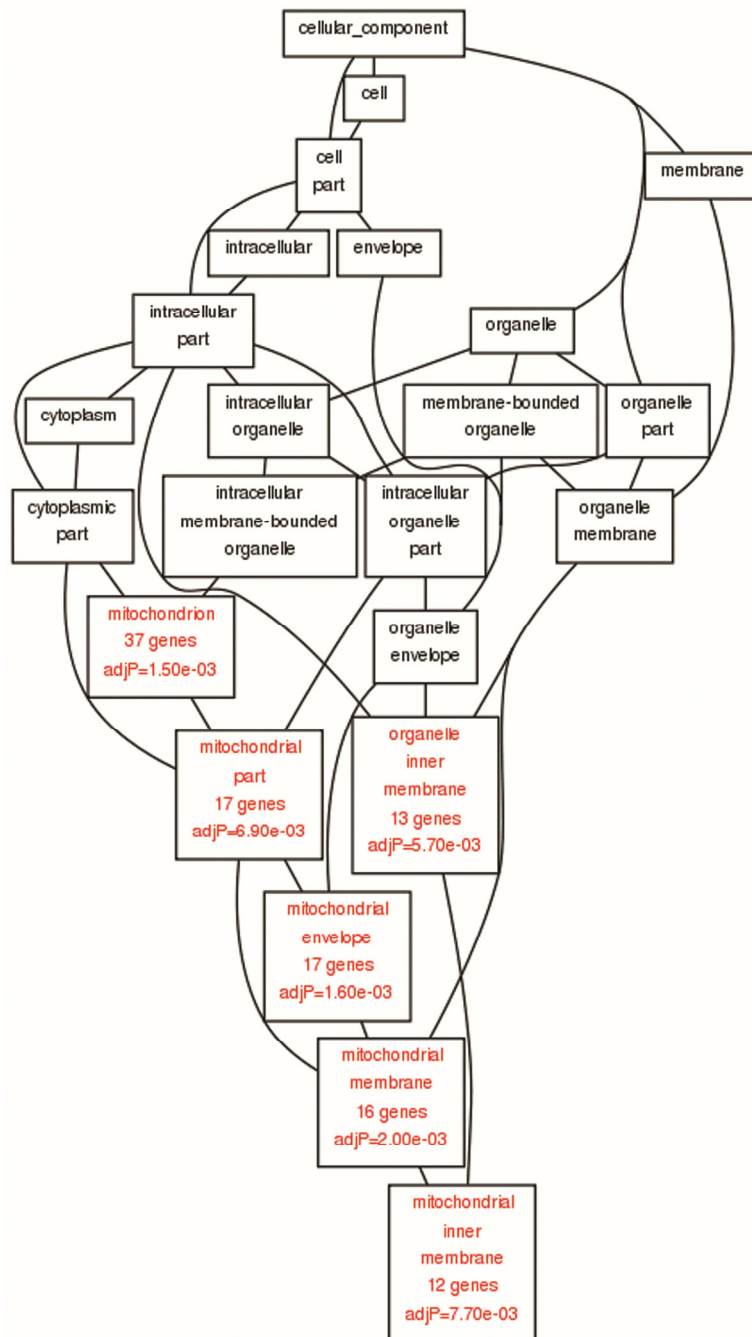 cellular_component
cell
cell
part
membrane
intracellular
envelope
intracellular
part
organelle
cytoplasm
intracellular
organelle
membrane-bounded
organelle
organelle
part
cytoplasmic
part
intracellular
membrane-bounded
organelle
intracellular
organelle
part
organelle
membrane
mitochondrion
37 genes
adjP=1.50e-03
organelle
envelope
mitochondrial
part
17 genes
adjP=6.90e-03
organelle
inner
membrane
13 genes
adjP=5.70e-03
mitochondrial
envelope
17 genes
adjP=1.60e-03
mitochondrial
membrane
16 genes
adjP=2.00e-03
mitochondrial
inner
membrane
12 genes
adjP=7.70e-03